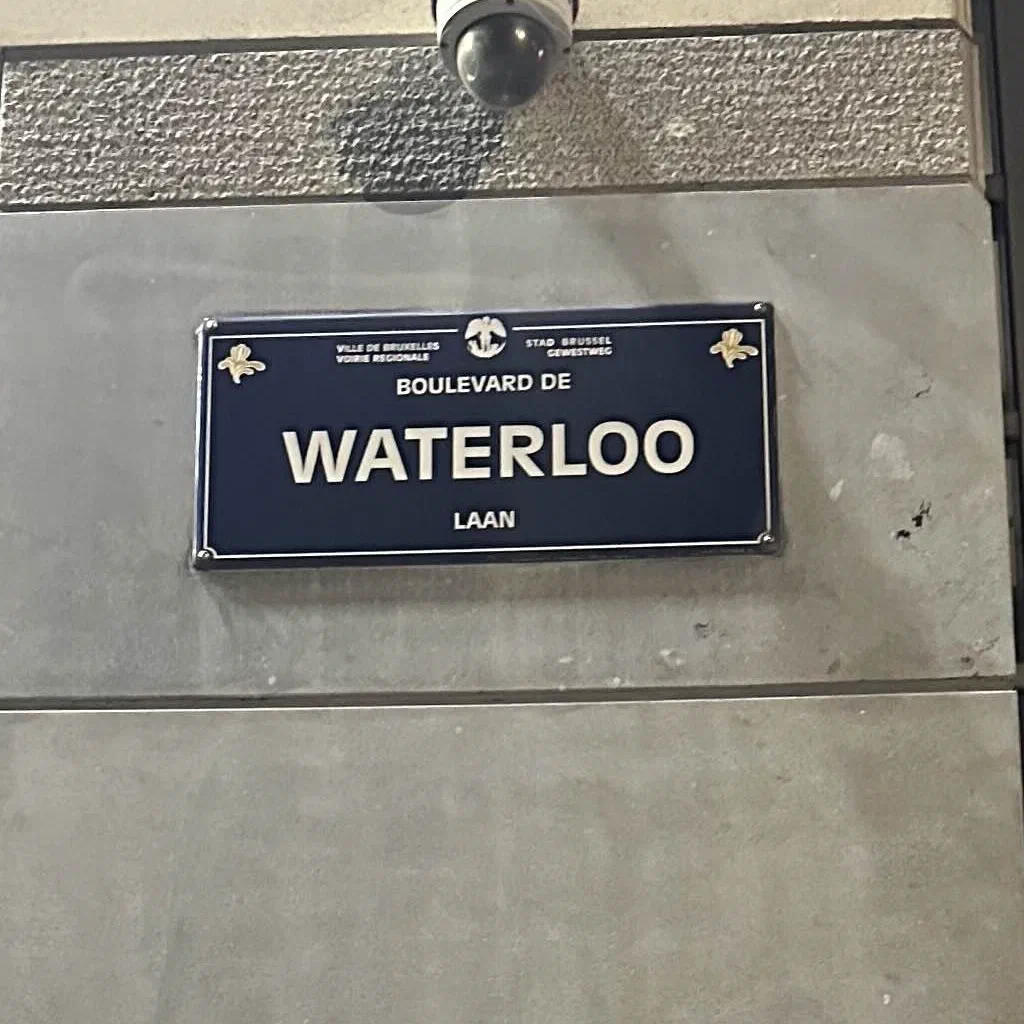 VILLE DE BRUXELLES
VOIRIE REGIONALE
STAD BRUSSEL
GEWESTWEG
BOULEVARD DE
WATERLOO
LAAN